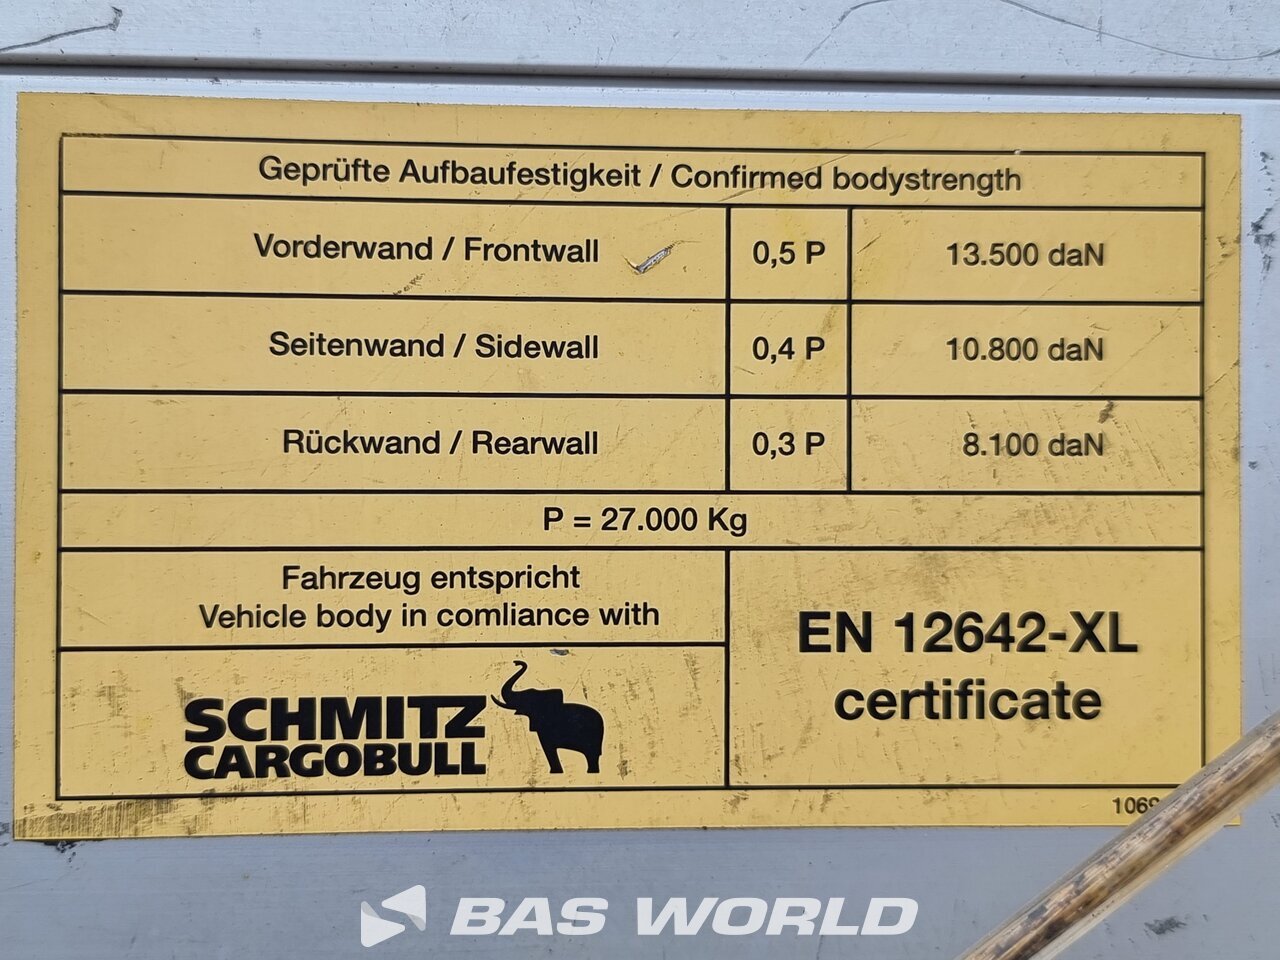 Geprüfte Aufbaufestigkeit / Confirmed bodystrength
Vorderwand / Frontwall 0,5 P 13.500 daN
Seitenwand / Sidewall 0,4 P 10.800 daN
Rückwand / Rearwall 0,3 P 8.100 daN
P = 27.000 Kg
Fahrzeug entspricht
Vehicle body in comliance with
EN 12642-XL
certificate
SCHMITZ
CARGOBULL
BAS WORLD